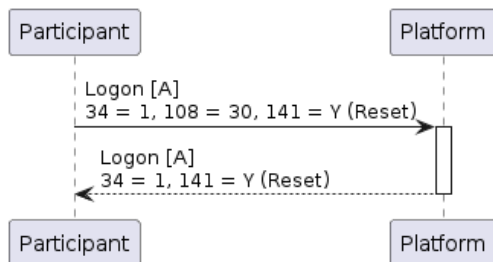 Participant
Platform
Logon [A]
34 = 1, 108 = 30, 141 = Y (Reset)
Logon [A]
34 = 1, 141 = Y (Reset)
Participant
Platform